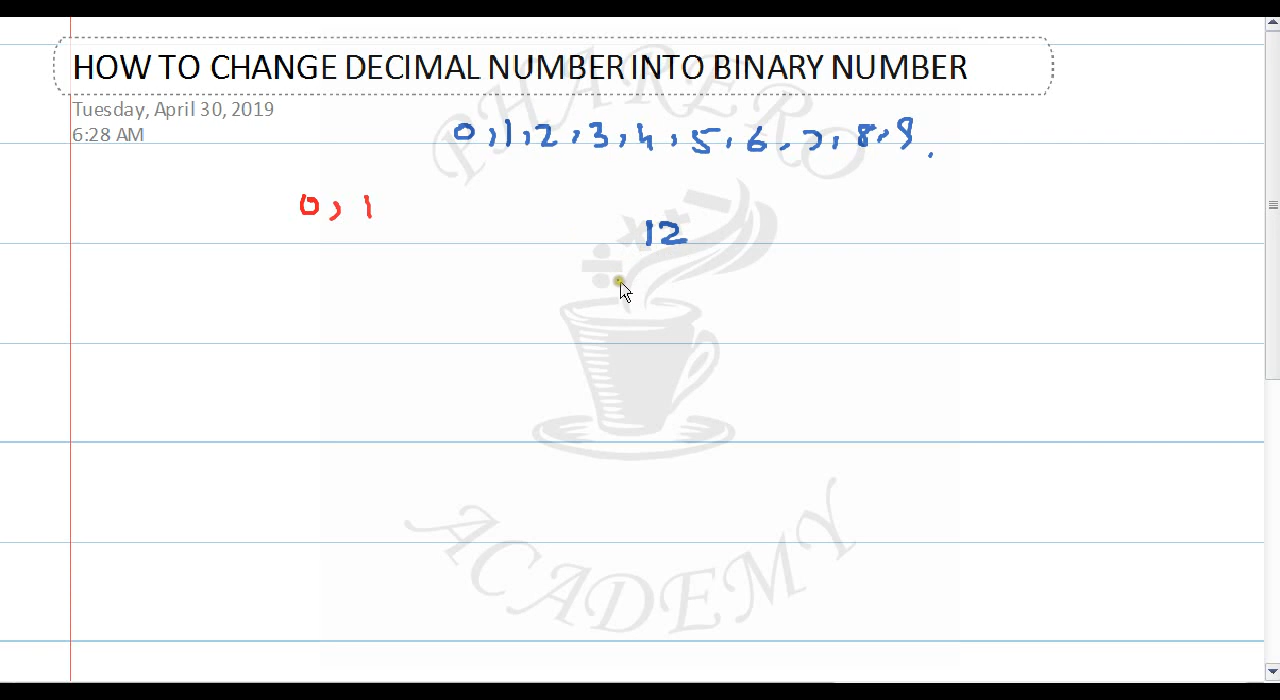 HOW TO CHANGE DECIMAL NUMBER INTO BINARY NUMBER
Tuesday, April 30, 2019
6:28 AM
0, 1, 2, 3, 4, 5, 6, 7, 8, 9.
0, 1
12
PHARERO
ACADEMY